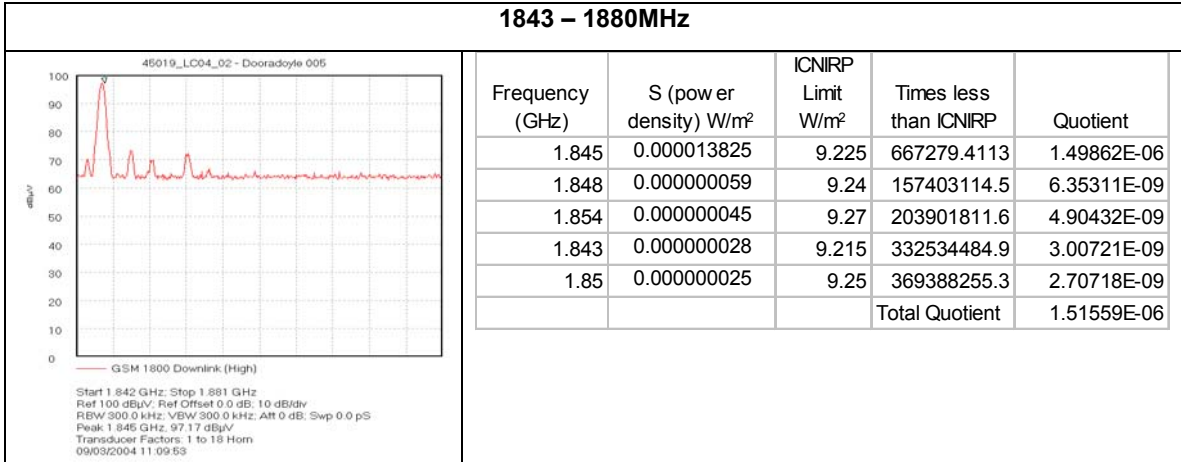 1843 – 1880MHz
45019_LC04_02 - Dooradoyle 005
100
90
80
70
60
50
40
30
20
10
0
dBµV
GSM 1800 Downlink (High)
Start 1.842 GHz; Stop 1.881 GHz
Ref 100 dBµV; Ref Offset 0.0 dB; 10 dB/div
RBW 300.0 kHz; VBW 300.0 kHz; Att 0 dB; Swp 0.0 pS
Peak 1.845 GHz, 97.17 dBµV
Transducer Factors: 1 to 18 Horn
09/03/2004 11:09:53
Frequency (GHz) S (pow er density) W/m² ICNIRP Limit W/m² Times less than ICNIRP Quotient
1.845 0.000013825 9.225 667279.4113 1.49862E-06
1.848 0.000000059 9.24 157403114.5 6.35311E-09
1.854 0.000000045 9.27 203901811.6 4.90432E-09
1.843 0.000000028 9.215 332534484.9 3.00721E-09
1.85 0.000000025 9.25 369388255.3 2.70718E-09
Total Quotient 1.51559E-06